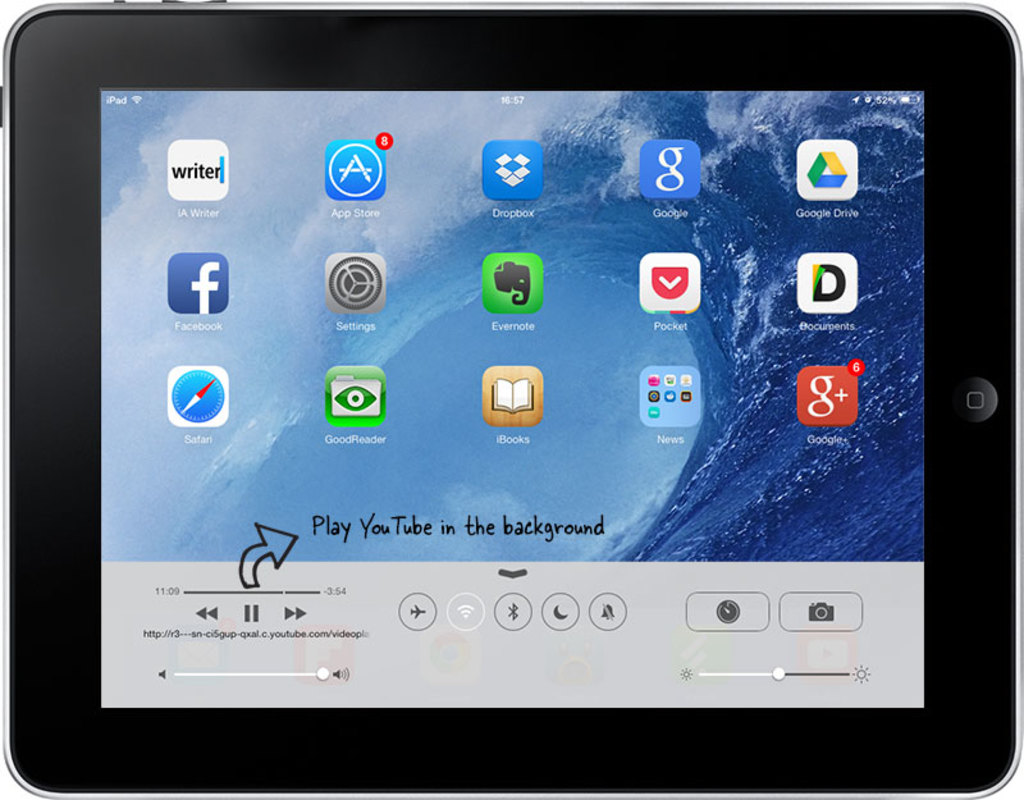 iPad 16:57 52%
writer
8
iA Writer App Store Dropbox Google Google Drive
Facebook Settings Evernote Pocket Documents
6
Safari GoodReader iBooks News Google+
Play YouTube in the background
11:09 -3:54
http://r3---sn-ci5gup-qxal.c.youtube.com/videopla